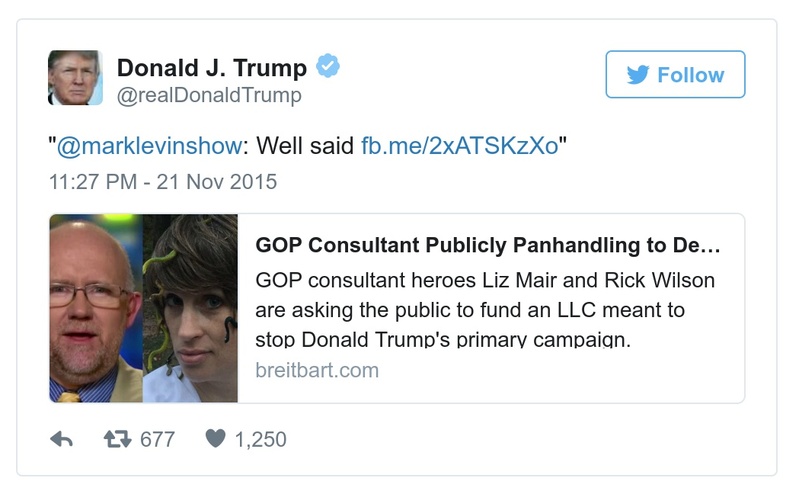 Donald J. Trump
@realDonaldTrump
Follow
"@marklevinshow: Well said fb.me/2xATSKzXo"
11:27 PM - 21 Nov 2015
GOP Consultant Publicly Panhandling to De...
GOP consultant heroes Liz Mair and Rick Wilson
are asking the public to fund an LLC meant to
stop Donald Trump's primary campaign.
breitbart.com
677 1,250